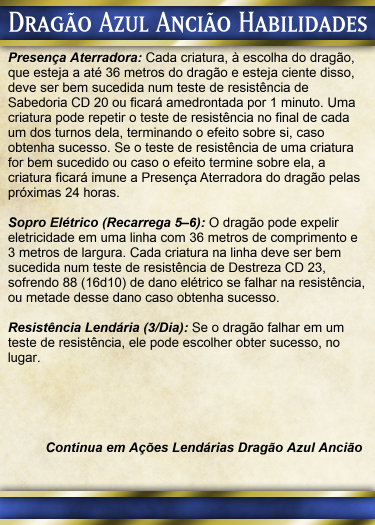 Dragão Azul Ancião Habilidades
Presença Aterradora: Cada criatura, à escolha do dragão,
que esteja a até 36 metros do dragão e esteja ciente disso,
deve ser bem sucedida num teste de resistência de
Sabedoria CD 20 ou ficará amedrontada por 1 minuto. Uma
criatura pode repetir o teste de resistência no final de cada
um dos turnos dela, terminando o efeito sobre si, caso
obtenha sucesso. Se o teste de resistência de uma criatura
for bem sucedido ou caso o efeito termine sobre ela, a
criatura ficará imune a Presença Aterradora do dragão pelas
próximas 24 horas.
Sopro Elétrico (Recarrega 5–6): O dragão pode expelir
eletricidade em uma linha com 36 metros de comprimento e
3 metros de largura. Cada criatura na linha deve ser bem
sucedida num teste de resistência de Destreza CD 23,
sofrendo 88 (16d10) de dano elétrico se falhar na resistência,
ou metade desse dano caso obtenha sucesso.
Resistência Lendária (3/Dia): Se o dragão falhar em um
teste de resistência, ele pode escolher obter sucesso, no
lugar.
Continua em Ações Lendárias Dragão Azul Ancião